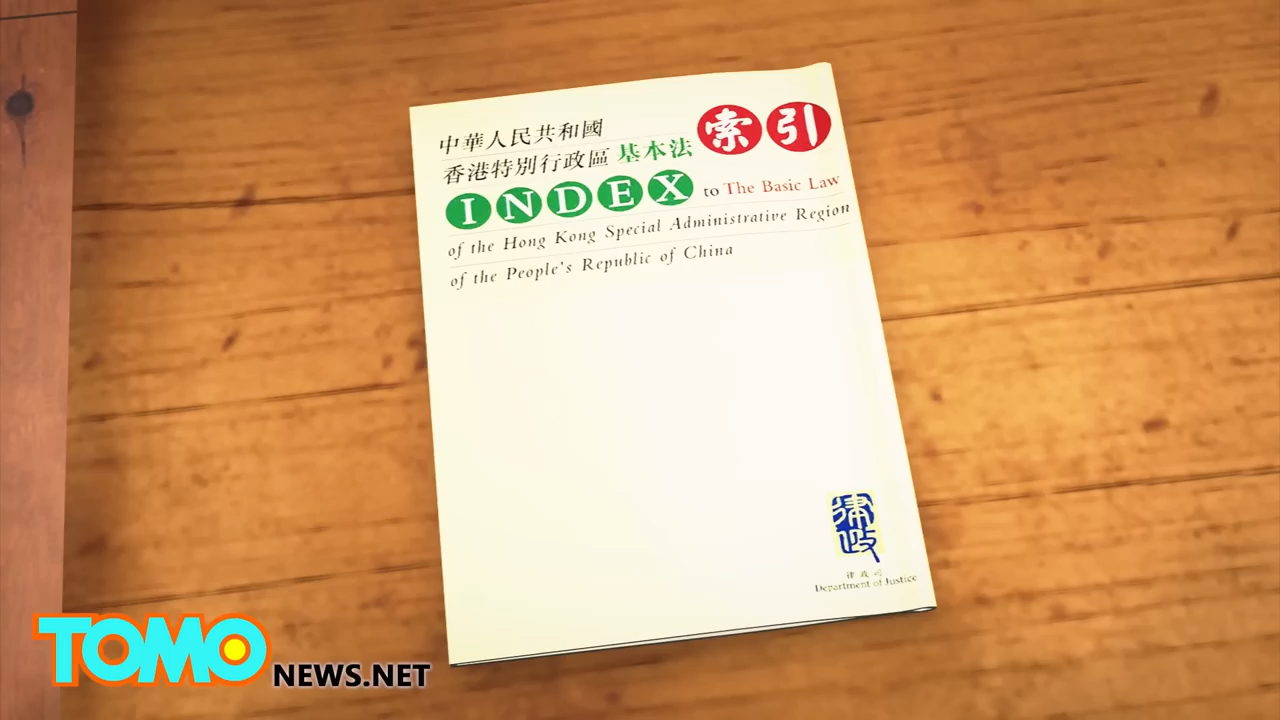 中華人民共和國
香港特別行政區 基本法 索引
INDEX to The Basic Law
of the Hong Kong Special Administrative Region
of the People's Republic of China
律政
律政司
Department of Justice
TOMO NEWS.NET